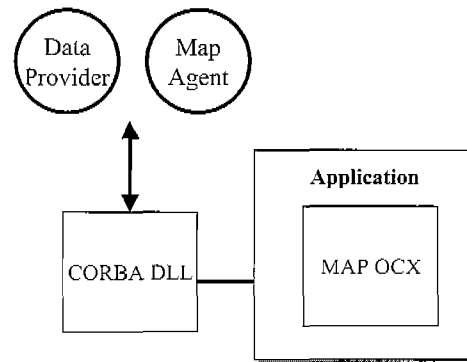 Data
Provider
Map
Agent
Application
CORBA DLL
MAP OCX